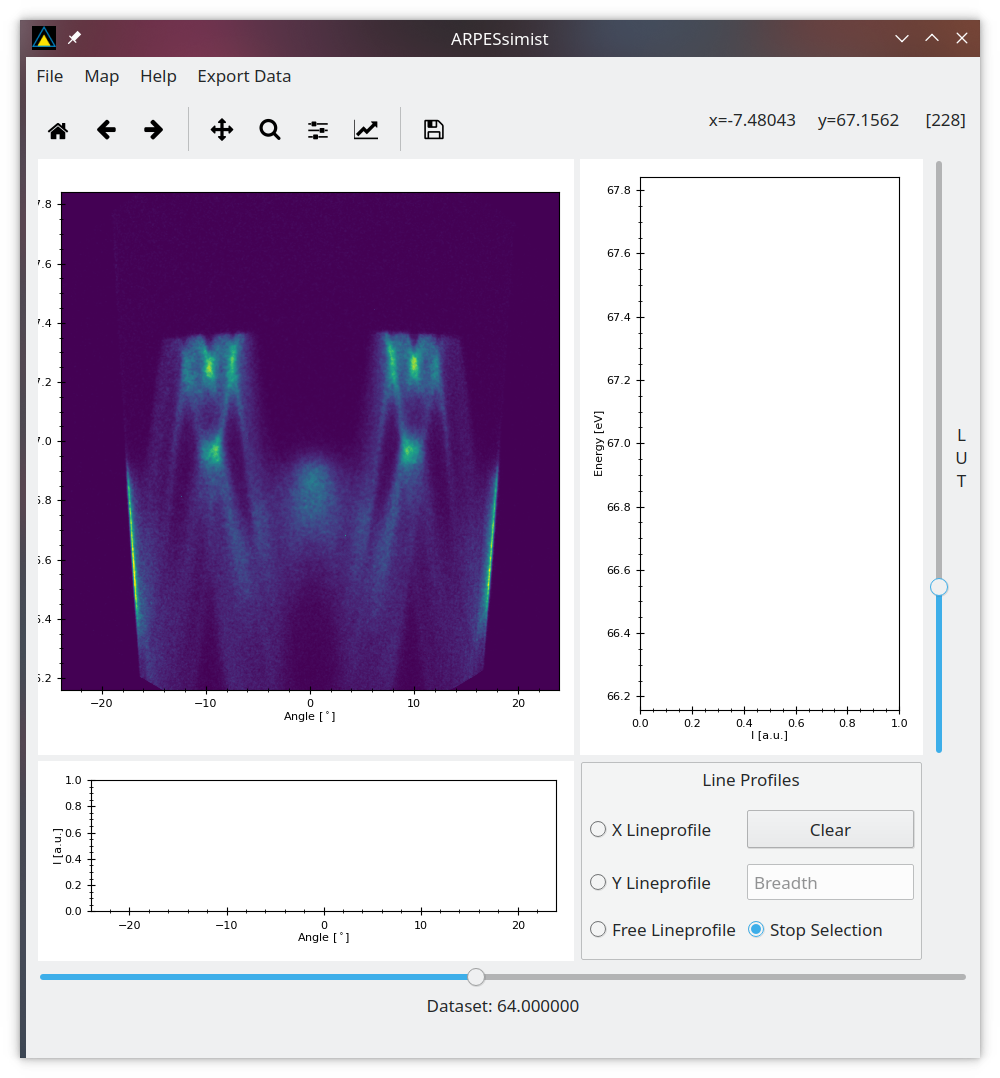 ARPESsimist
File Map Help Export Data
x=-7.48043 y=67.1562 [228]
7.8
7.6
7.4
7.2
7.0
6.8
6.6
6.4
6.2
−20 −10 0 10 20
Angle [°]
67.8
67.6
67.4
67.2
67.0
66.8
66.6
66.4
66.2
Energy [eV]
0.0 0.2 0.4 0.6 0.8 1.0
I [a.u.]
L
U
T
1.0
0.8
0.6
0.4
0.2
0.0
I [a.u.]
−20 −10 0 10 20
Angle [°]
Line Profiles
X Lineprofile Clear
Y Lineprofile Breadth
Free Lineprofile Stop Selection
Dataset: 64.000000